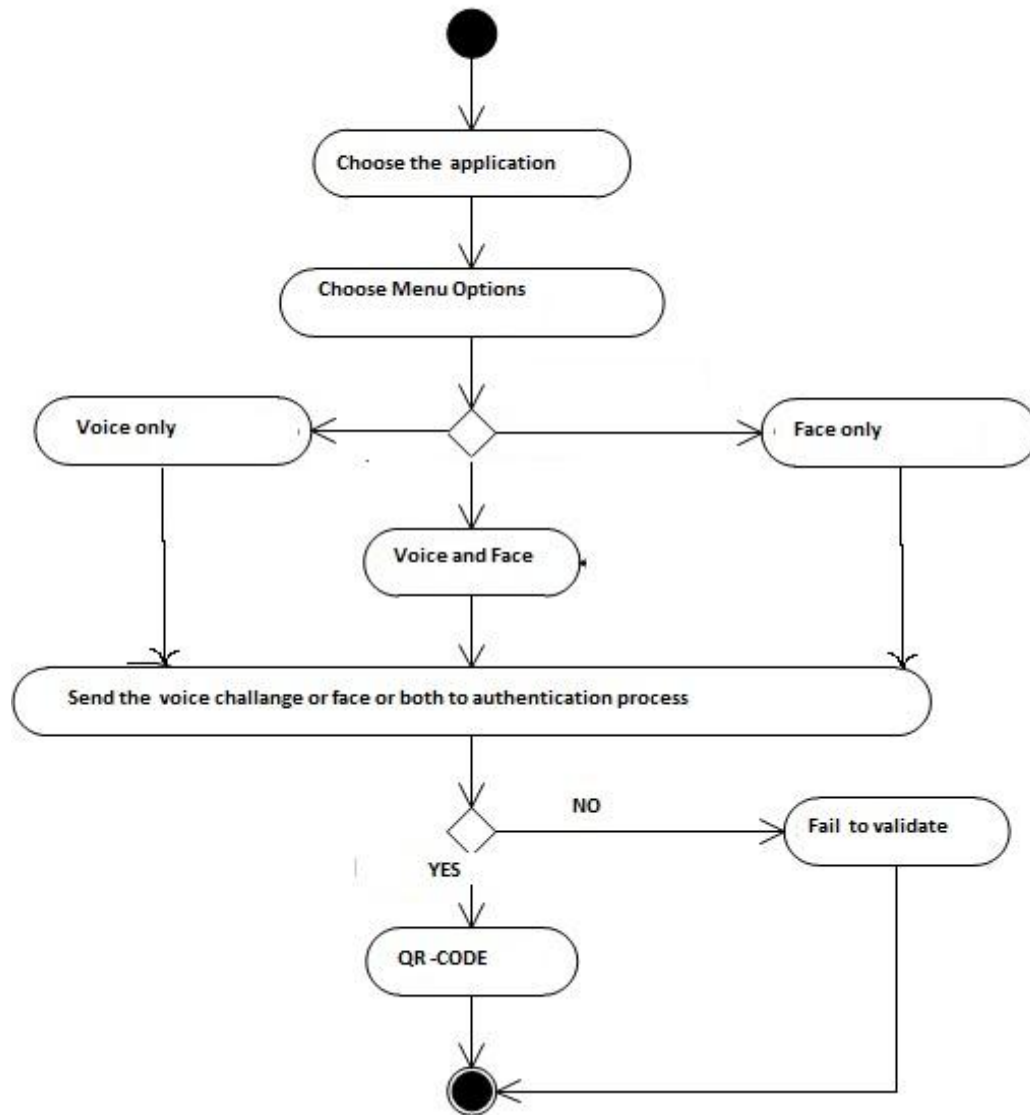 Choose the application
Choose Menu Options
Voice only
Face only
Voice and Face
Send the voice challange or face or both to authentication process
NO
Fail to validate
YES
QR -CODE